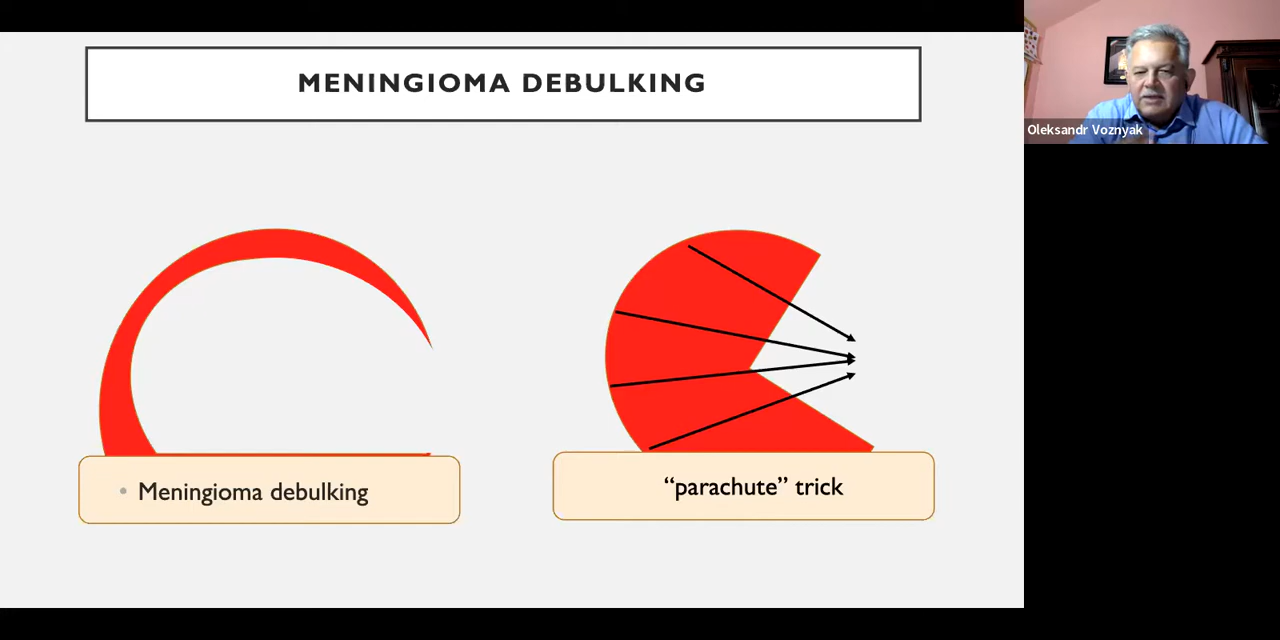 MENINGIOMA DEBULKING
Oleksandr Voznyak
• Meningioma debulking
“parachute” trick